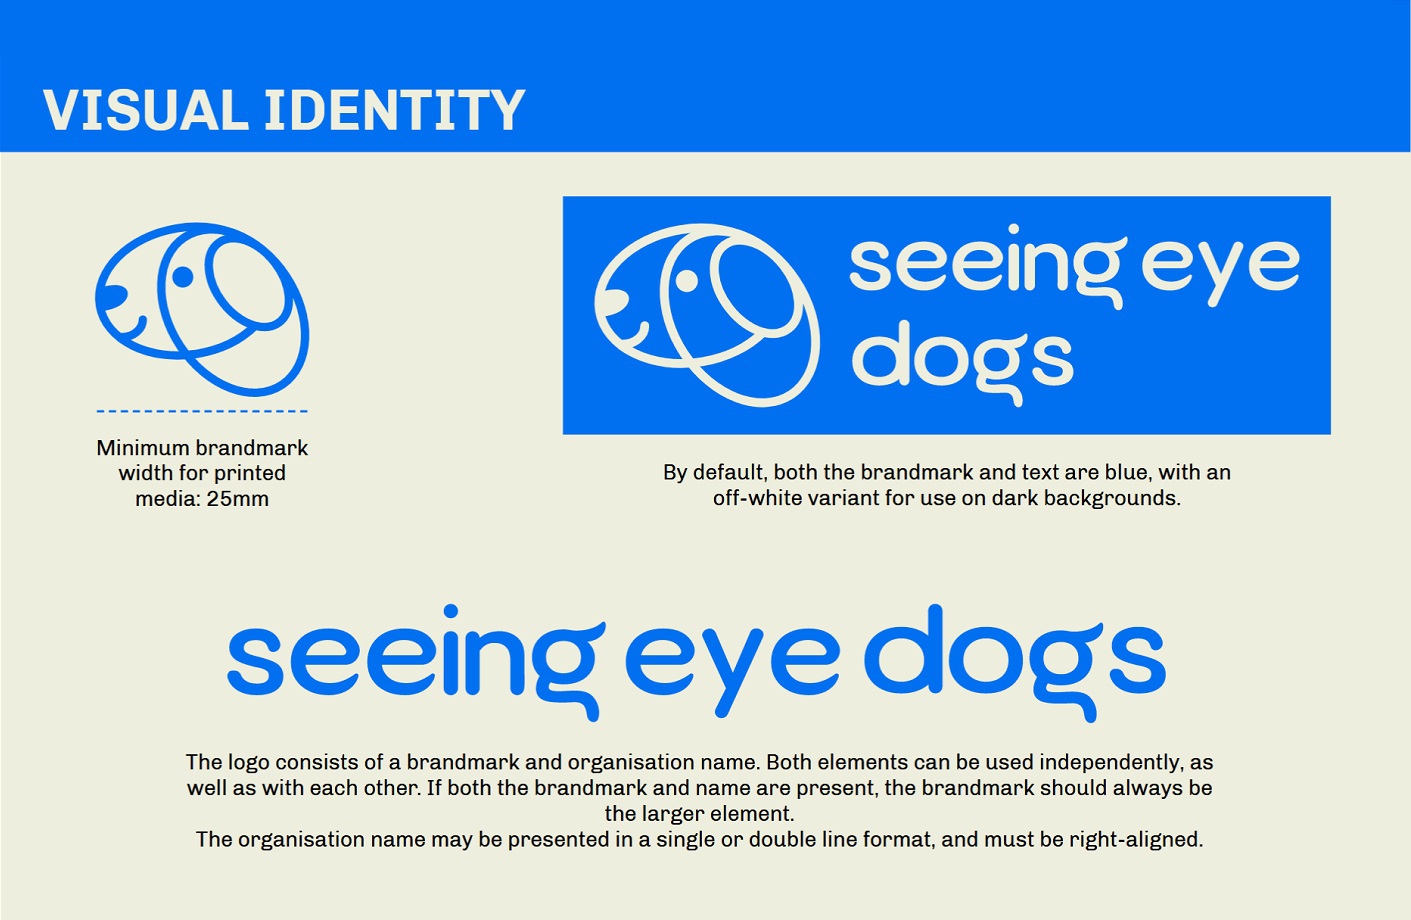 VISUAL IDENTITY
seeing eye
dogs
Minimum brandmark
width for printed
media: 25mm
By default, both the brandmark and text are blue, with an
off-white variant for use on dark backgrounds.
seeing eye dogs
The logo consists of a brandmark and organisation name. Both elements can be used independently, as
well as with each other. If both the brandmark and name are present, the brandmark should always be
the larger element.
The organisation name may be presented in a single or double line format, and must be right-aligned.